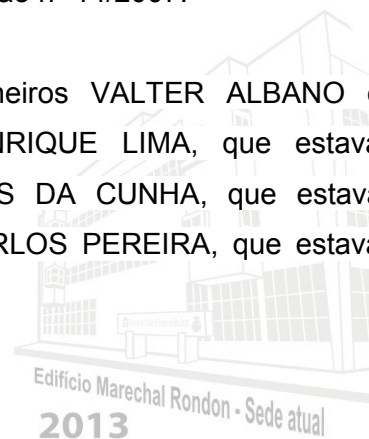 neiros VALTER ALBANO
NRIQUE LIMA, que estava
S DA CUNHA, que estava
RLOS PEREIRA, que estava
Edifício Marechal Rondon - Sede atual
2013